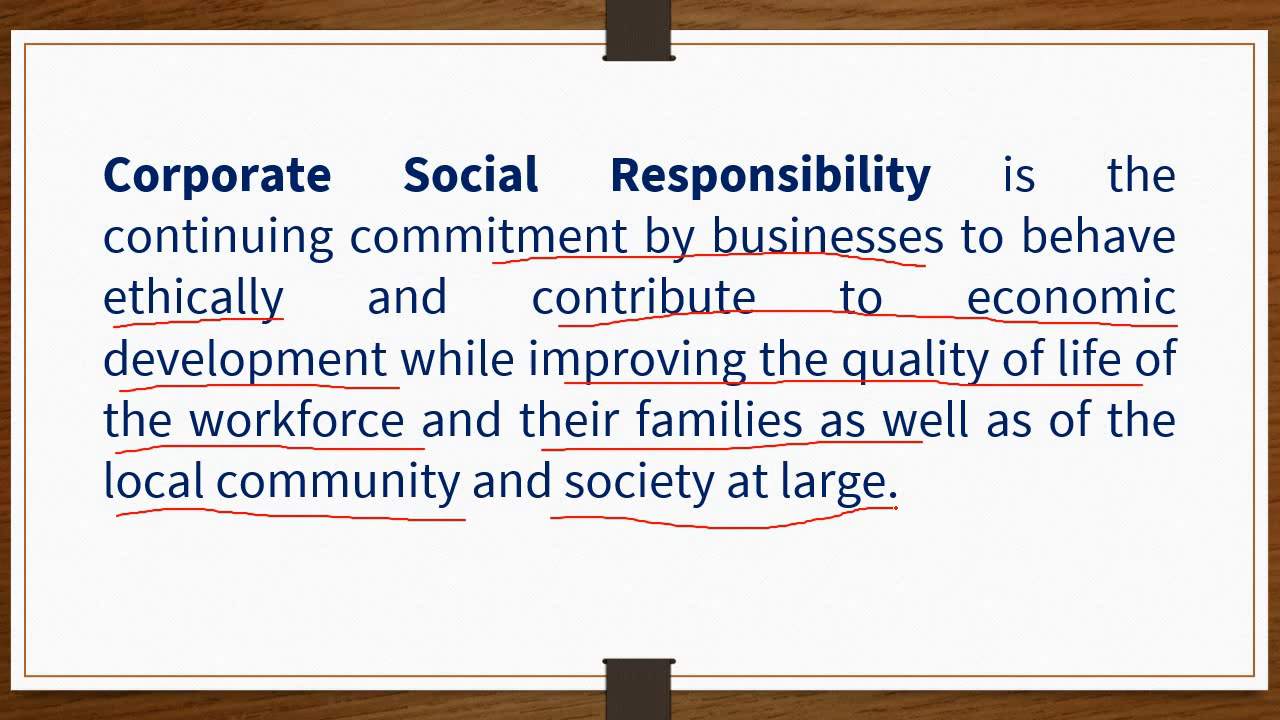 Corporate Social Responsibility is the
continuing commitment by businesses to behave
ethically and contribute to economic
development while improving the quality of life of
the workforce and their families as well as of the
local community and society at large.